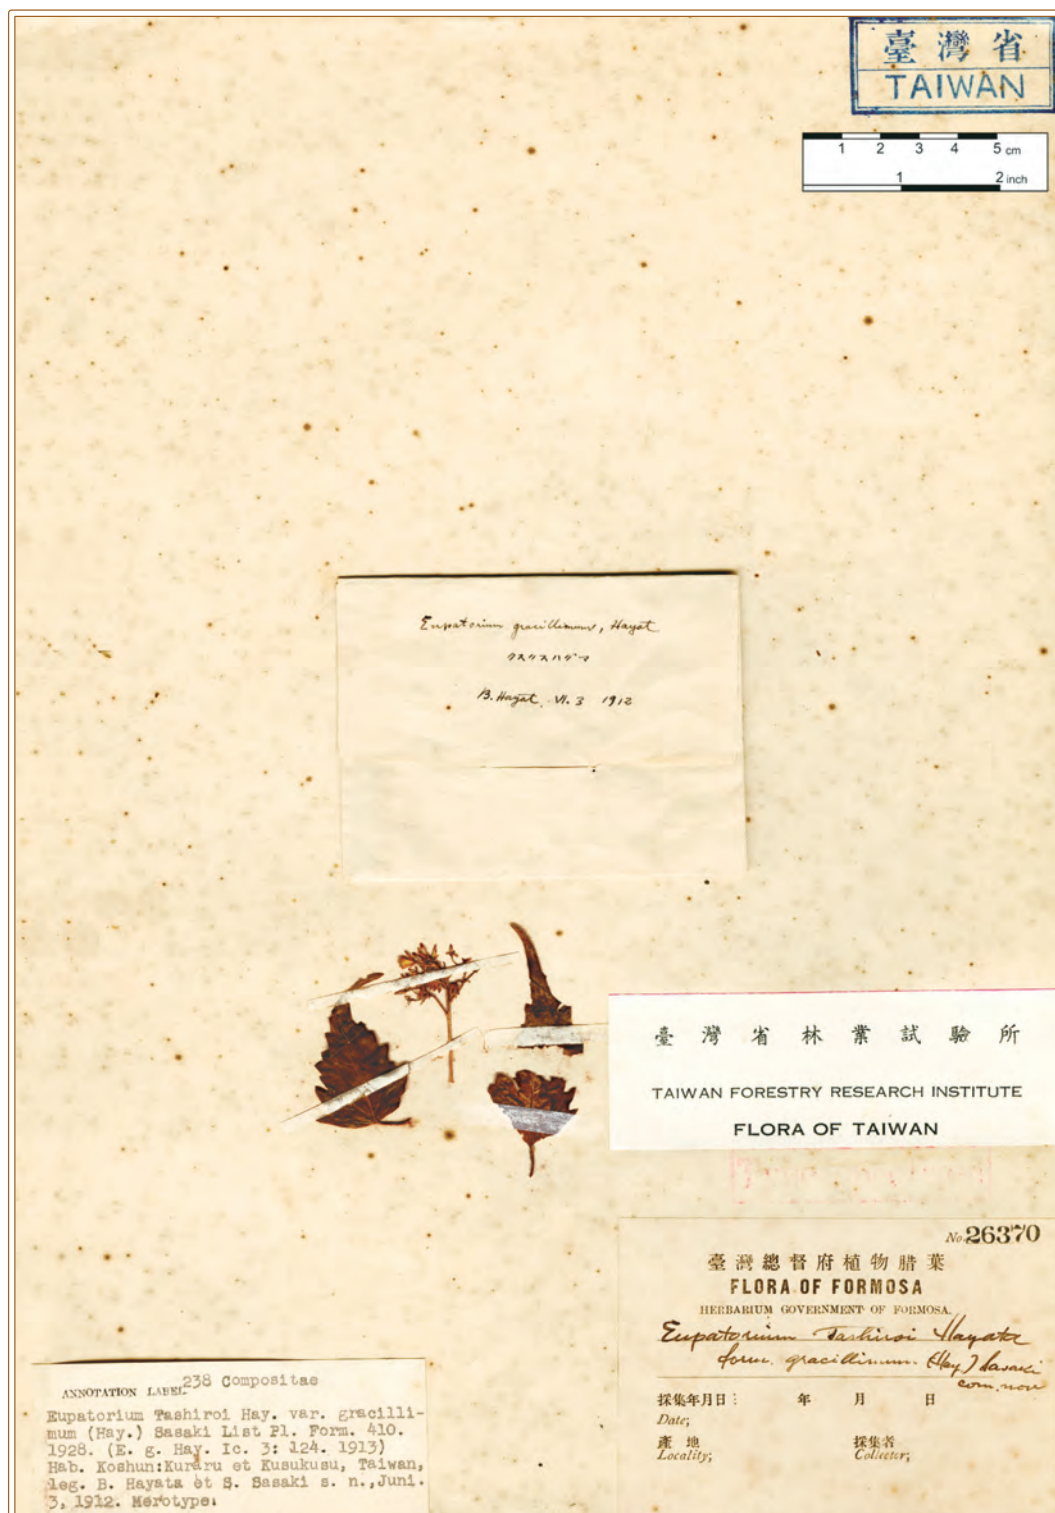 臺灣省
TAIWAN
1 2 3 4 5 cm
1 2 inch
Eupatorium gracillimum, Hayat
クスクスハグマ
B. Hayat. VI. 3 1912
臺灣省林業試驗所
TAIWAN FORESTRY RESEARCH INSTITUTE
FLORA OF TAIWAN
No. 26370
臺灣總督府植物腊葉
FLORA OF FORMOSA
HERBARIUM GOVERNMENT OF FORMOSA.
Eupatorium Tashiroi Hayata
form. gracillimum (Hay.) Sasaki
com. nov
採集年月日: 年 月 日
Date;
產地 採集者
Locality; Collector;
ANNOTATION LABEL 238 Compositae
Eupatorium Tashiroi Hay. var. gracilli-
mum (Hay.) Sasaki List Pl. Form. 410.
1928. (E. g. Hay. Ic. 3: 124. 1913)
Hab. Koshun:Kuraru et Kusukusu, Taiwan,
leg. B. Hayata et S. Sasaki s. n.,Juni.
3, 1912. Merotype.